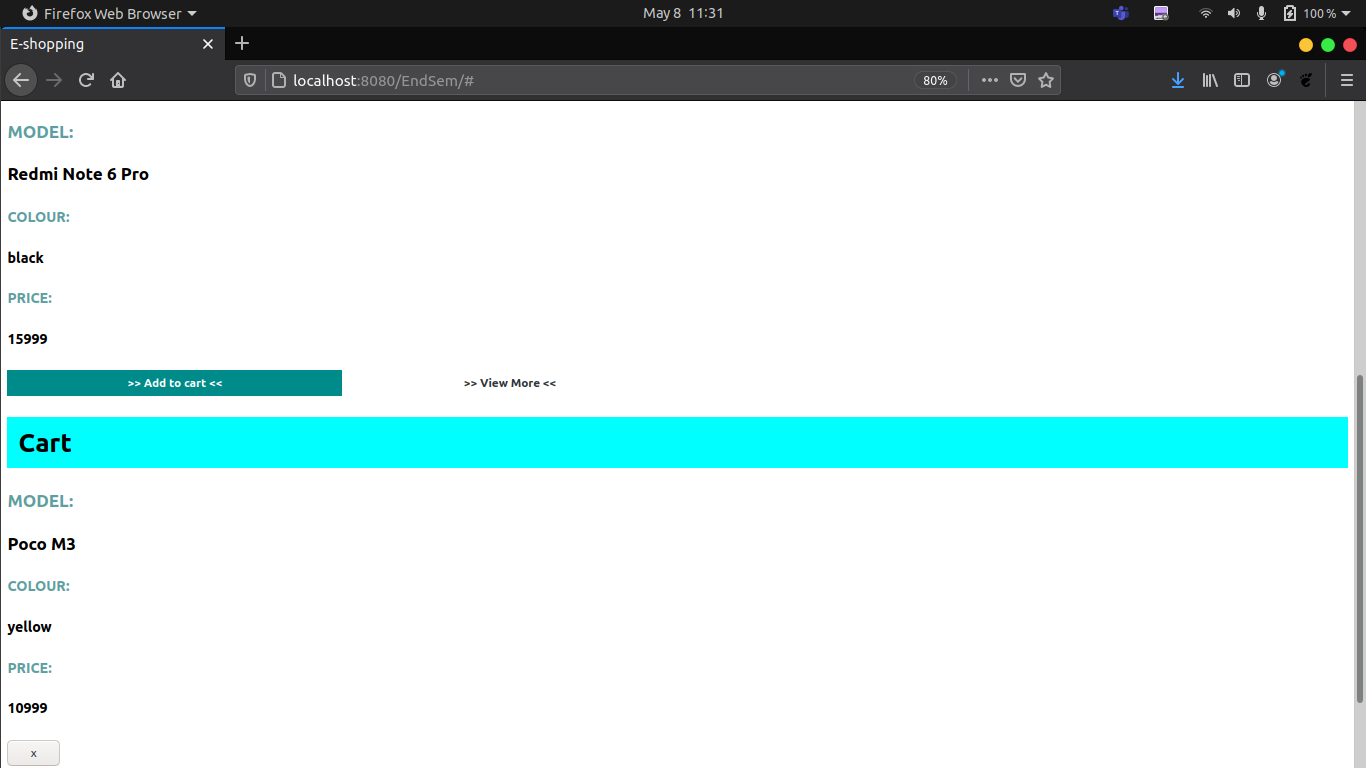 Firefox Web Browser
May 8 11:31
100 %
E-shopping
localhost:8080/EndSem/#
80%
MODEL:
Redmi Note 6 Pro
COLOUR:
black
PRICE:
15999
>> Add to cart << >> View More <<
Cart
MODEL:
Poco M3
COLOUR:
yellow
PRICE:
10999
x